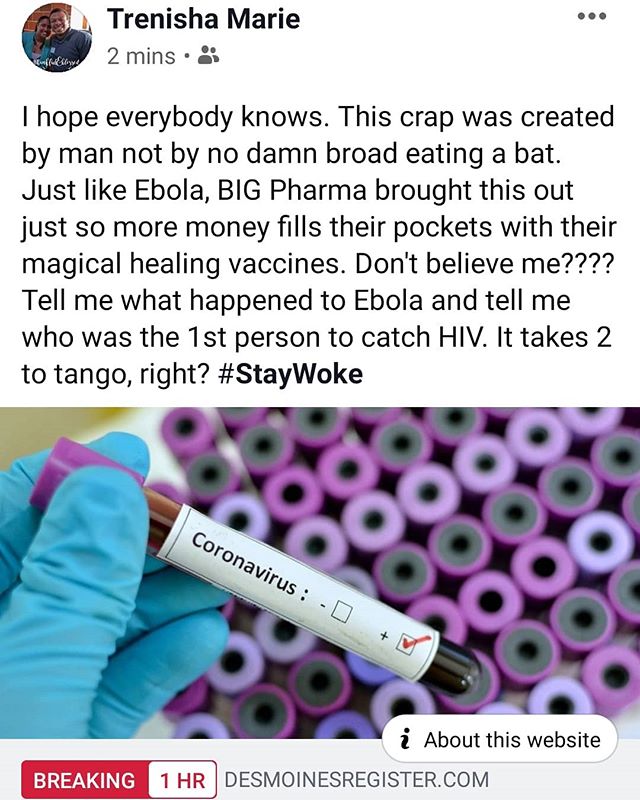 Trenisha Marie
2 mins •
I hope everybody knows. This crap was created
by man not by no damn broad eating a bat.
Just like Ebola, BIG Pharma brought this out
just so more money fills their pockets with their
magical healing vaccines. Don't believe me????
Tell me what happened to Ebola and tell me
who was the 1st person to catch HIV. It takes 2
to tango, right? #StayWoke
Coronavirus : -
+
i About this website
BREAKING 1 HR DESMOINESREGISTER.COM